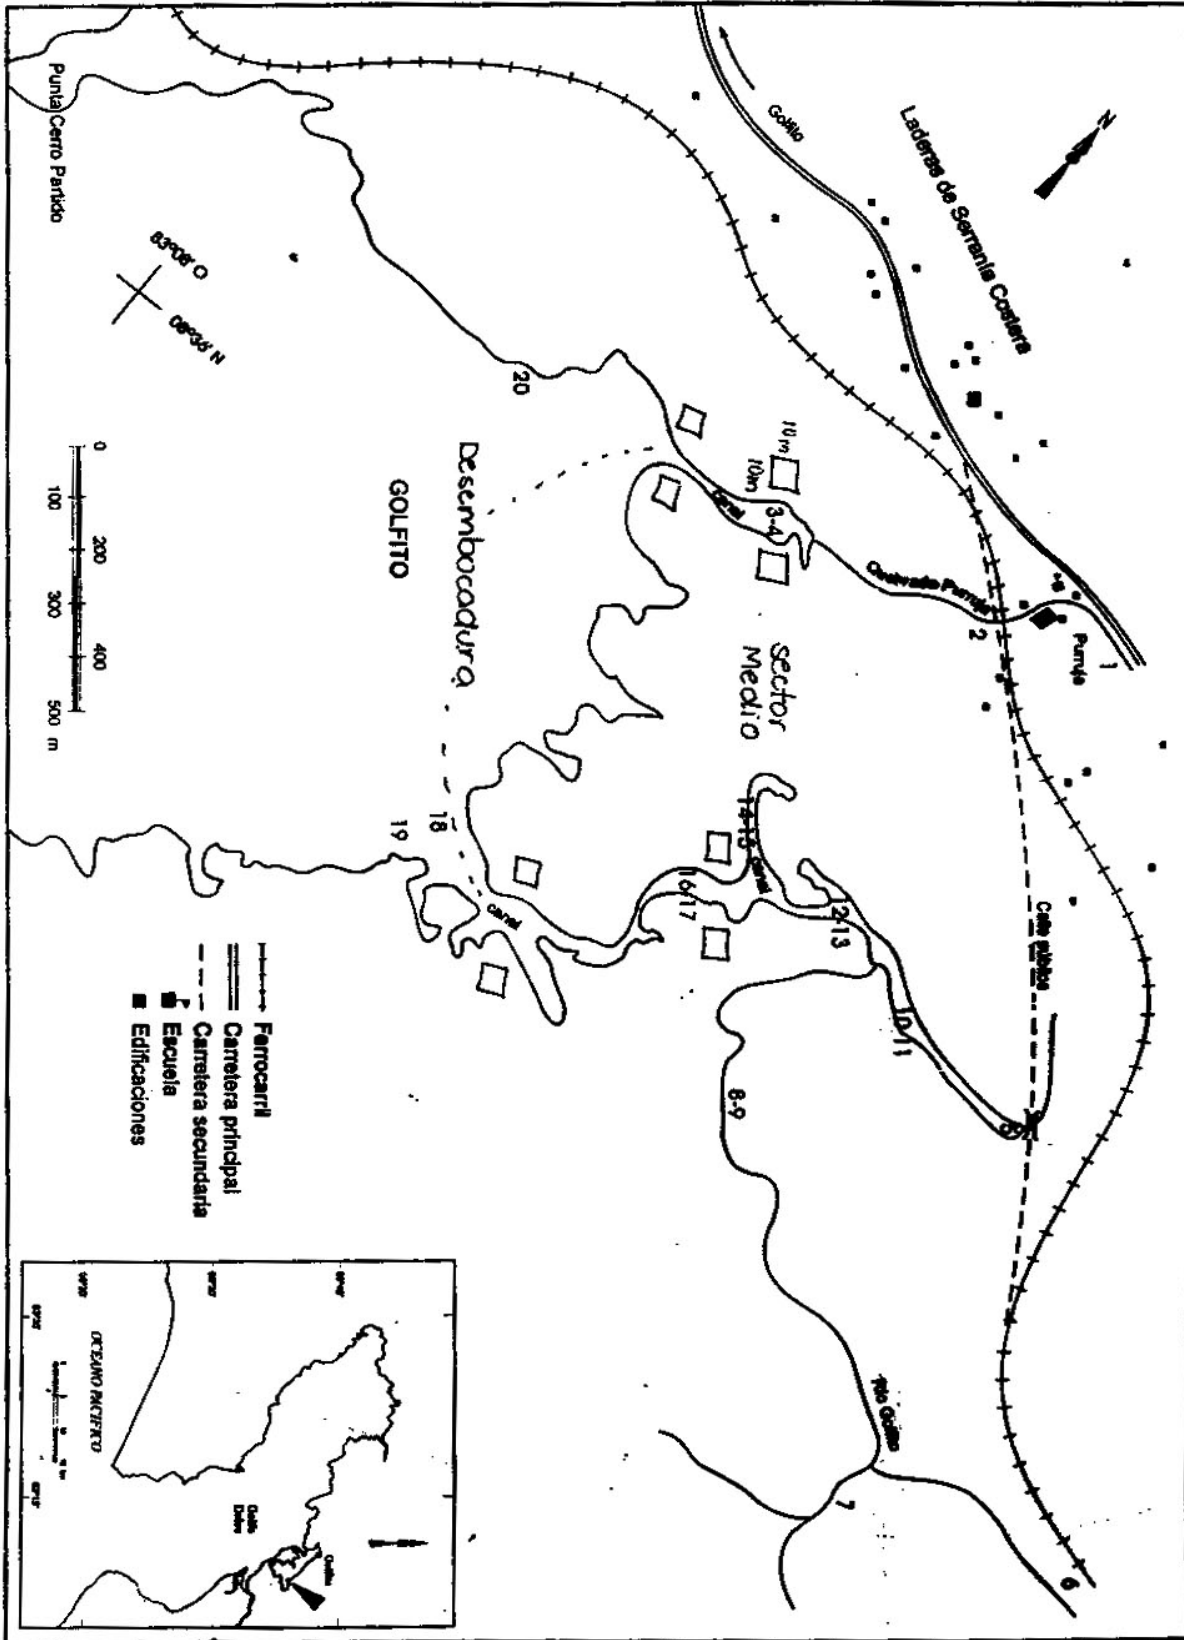 Punta Cerro Partido
83°08' O
08°36' N
Golfito
N
Laderas de Serranía Costera
20
Desembocadura
GOLFITO
0
100
200
300
400
500 m
10m
10m
canal
3-4
Quebrada Purruja
2
Purruja
1
Sector
Medio
14-15
canal
16-17
12-13
18
19
canal
Calle pública
10-11
8-9
Río Golfito
7
6
Ferrocarril
Carretera principal
Carretera secundaria
Escuela
Edificaciones
OCEANO PACIFICO
Golfo
Dulce
Golfito